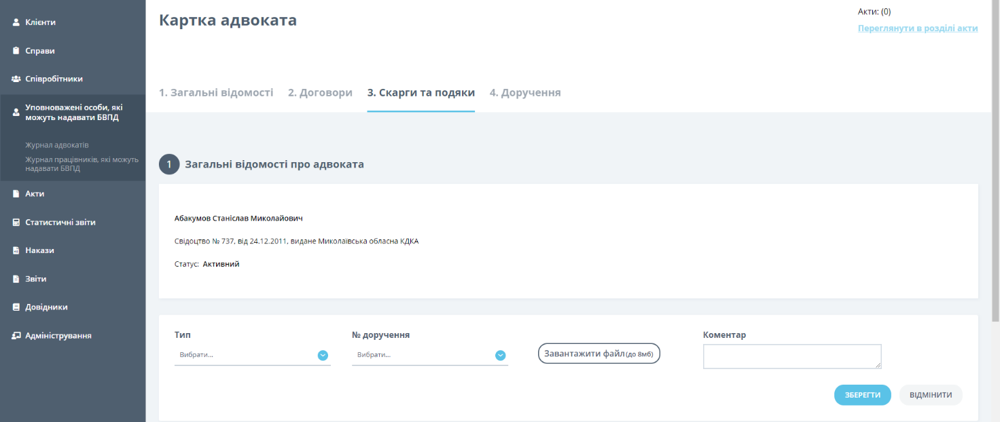 Клієнти
Справи
Співробітники
Уповноважені особи, які
можуть надавати БВПД
Журнал адвокатів
Журнал працівників, які можуть
надавати БВПД
Акти
Статистичні звіти
Накази
Звіти
Довідники
Адміністрування
Картка адвоката
Акти: (0)
Переглянути в розділі акти
1. Загальні відомості 2. Договори 3. Скарги та подяки 4. Доручення
1 Загальні відомості про адвоката
Абакумов Станіслав Миколайович
Свідоцтво № 737, від 24.12.2011, видане Миколаївська обласна КДКА
Статус: Активний
Тип № доручення Коментар
Вибрати... Вибрати... Завантажити файл(до 8мб)
ЗБЕРЕГТИ ВІДМІНИТИ